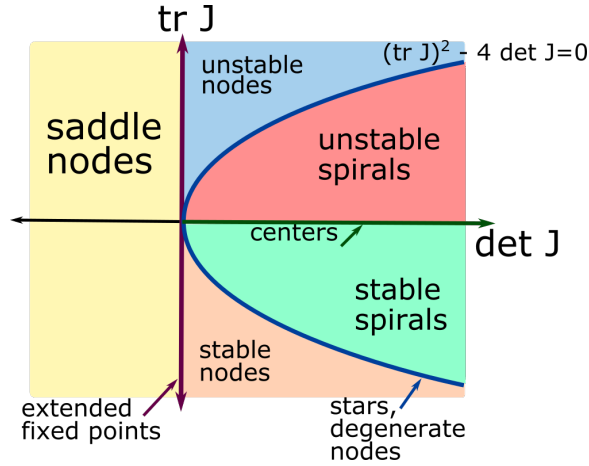 tr J
(tr J)² - 4 det J=0
unstable
nodes
saddle
nodes
unstable
spirals
centers
det J
stable
spirals
stable
nodes
extended
fixed points
stars,
degenerate
nodes